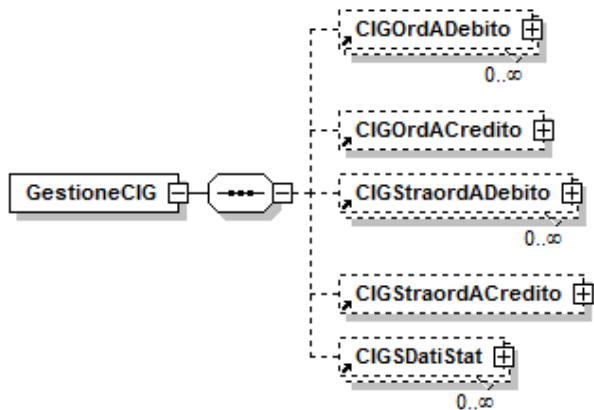 CIGOrdADebito
0..∞
CIGOrdACredito
GestioneCIG
CIGStraordADebito
0..∞
CIGStraordACredito
CIGSDatiStat
0..∞